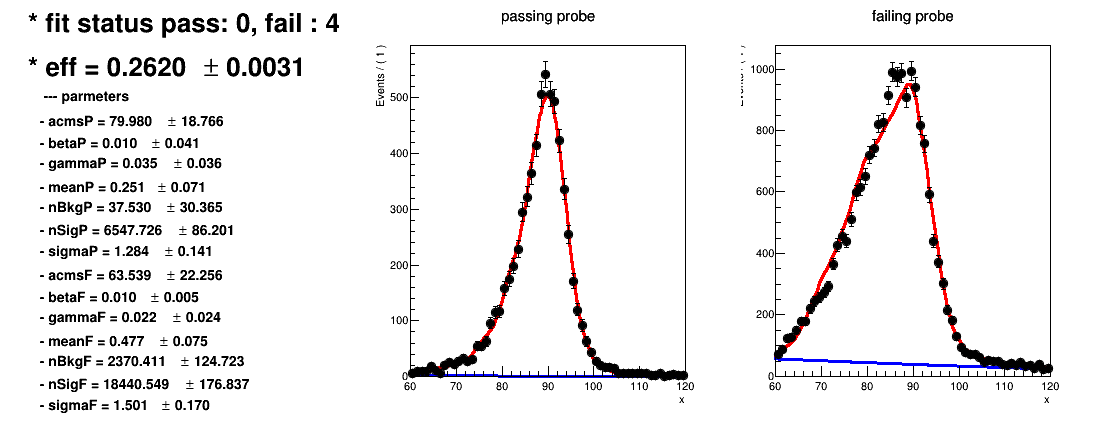 * fit status pass: 0, fail : 4
* eff = 0.2620 ± 0.0031
--- parmeters
- acmsP = 79.980 ± 18.766
- betaP = 0.010 ± 0.041
- gammaP = 0.035 ± 0.036
- meanP = 0.251 ± 0.071
- nBkgP = 37.530 ± 30.365
- nSigP = 6547.726 ± 86.201
- sigmaP = 1.284 ± 0.141
- acmsF = 63.539 ± 22.256
- betaF = 0.010 ± 0.005
- gammaF = 0.022 ± 0.024
- meanF = 0.477 ± 0.075
- nBkgF = 2370.411 ± 124.723
- nSigF = 18440.549 ± 176.837
- sigmaF = 1.501 ± 0.170
passing probe
Events / ( 1 )
500
400
300
200
100
0
60 70 80 90 100 110 120
x
failing probe
1000
800
600
400
200
0
60 70 80 90 100 110 120
x